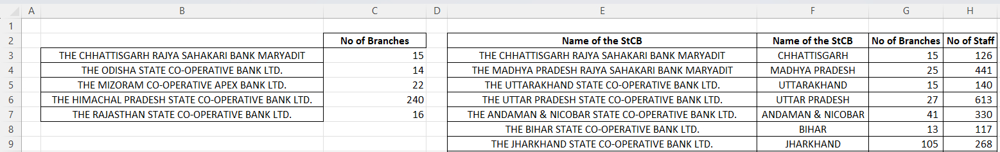 A B C D E F G H
1
2 No of Branches Name of the StCB Name of the StCB No of Branches No of Staff
3 THE CHHATTISGARH RAJYA SAHAKARI BANK MARYADIT 15 THE CHHATTISGARH RAJYA SAHAKARI BANK MARYADIT CHHATTISGARH 15 126
4 THE ODISHA STATE CO-OPERATIVE BANK LTD. 14 THE MADHYA PRADESH RAJYA SAHAKARI BANK MARYADIT MADHYA PRADESH 25 441
5 THE MIZORAM CO-OPERATIVE APEX BANK LTD. 22 THE UTTARAKHAND STATE CO-OPERATIVE BANK LTD. UTTARAKHAND 15 140
6 THE HIMACHAL PRADESH STATE CO-OPERATIVE BANK LTD. 240 THE UTTAR PRADESH STATE CO-OPERATIVE BANK LTD. UTTAR PRADESH 27 613
7 THE RAJASTHAN STATE CO-OPERATIVE BANK LTD. 16 THE ANDAMAN & NICOBAR STATE CO-OPERATIVE BANK LTD. ANDAMAN & NICOBAR 41 330
8 THE BIHAR STATE CO-OPERATIVE BANK LTD. BIHAR 13 117
9 THE JHARKHAND STATE CO-OPERATIVE BANK LTD. JHARKHAND 105 268